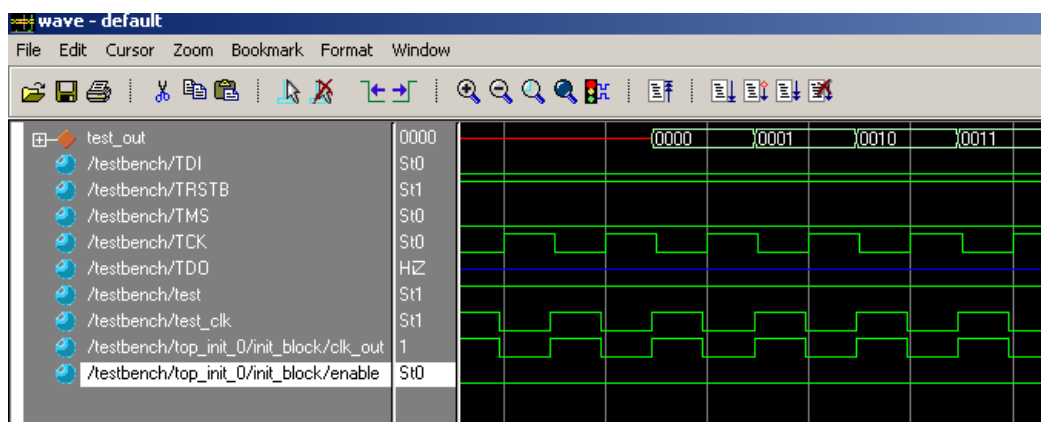 wave - default
File Edit Cursor Zoom Bookmark Format Window
test_out 0000 0000 0001 0010 0011
/testbench/TDI St0
/testbench/TRSTB St1
/testbench/TMS St0
/testbench/TCK St0
/testbench/TDO HiZ
/testbench/test St1
/testbench/test_clk St1
/testbench/top_init_0/init_block/clk_out 1
/testbench/top_init_0/init_block/enable St0